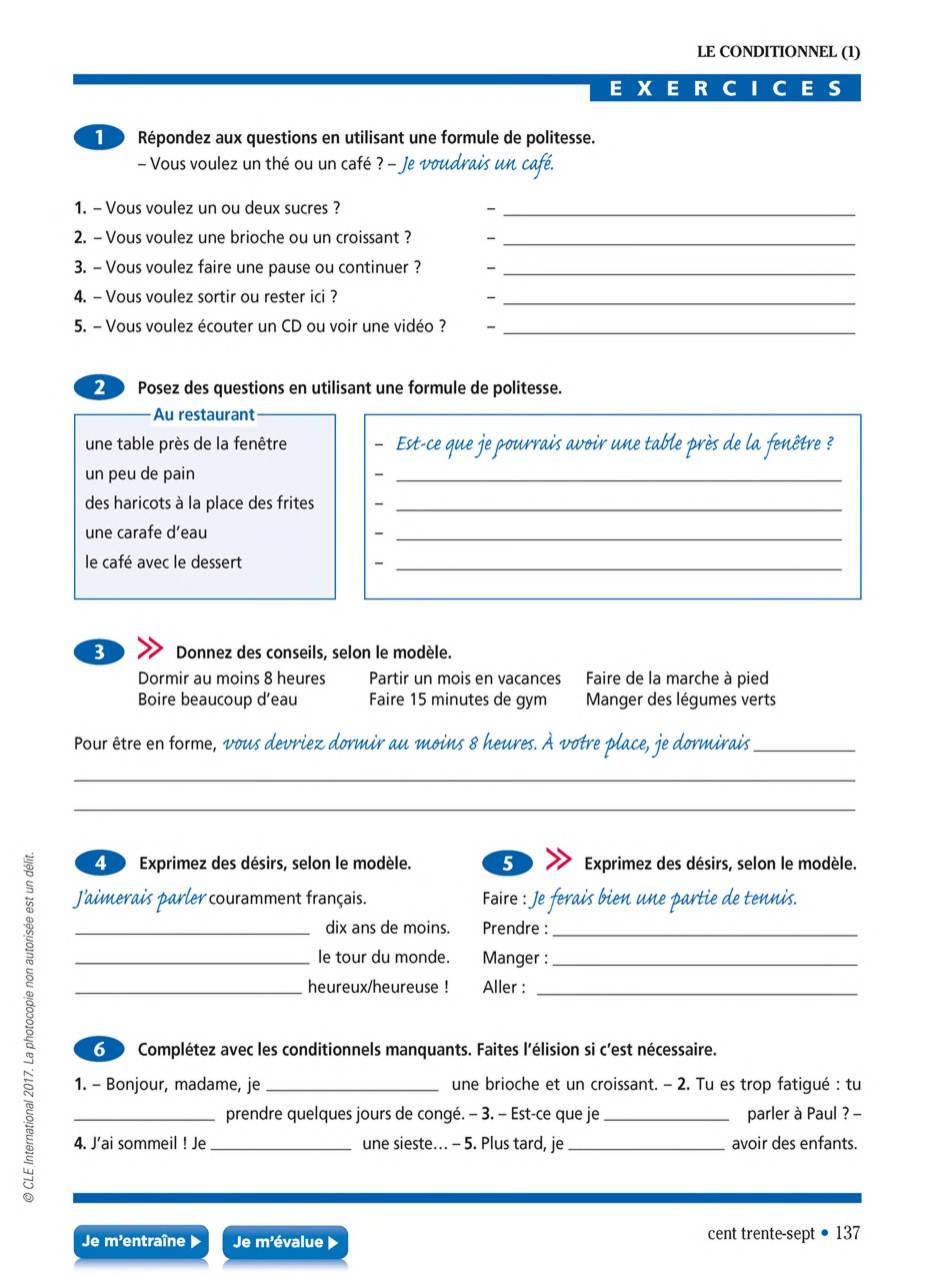 LE CONDITIONNEL (1)
EXERCICES
1 Répondez aux questions en utilisant une formule de politesse.
– Vous voulez un thé ou un café ? – Je voudrais un café.
1. – Vous voulez un ou deux sucres ? –
2. – Vous voulez une brioche ou un croissant ? –
3. – Vous voulez faire une pause ou continuer ? –
4. – Vous voulez sortir ou rester ici ? –
5. – Vous voulez écouter un CD ou voir une vidéo ? –
2 Posez des questions en utilisant une formule de politesse.
Au restaurant
une table près de la fenêtre
un peu de pain
des haricots à la place des frites
une carafe d'eau
le café avec le dessert
– Est-ce que je pourrais avoir une table près de la fenêtre ?
–
–
–
–
3 Donnez des conseils, selon le modèle.
Dormir au moins 8 heures Partir un mois en vacances Faire de la marche à pied
Boire beaucoup d'eau Faire 15 minutes de gym Manger des légumes verts
Pour être en forme, vous devriez dormir au moins 8 heures. À votre place, je dormirais ____
4 Exprimez des désirs, selon le modèle.
J'aimerais parler couramment français.
____ dix ans de moins.
____ le tour du monde.
____ heureux/heureuse !
5 Exprimez des désirs, selon le modèle.
Faire : Je ferais bien une partie de tennis.
Prendre : ____
Manger : ____
Aller : ____
6 Complétez avec les conditionnels manquants. Faites l'élision si c'est nécessaire.
1. – Bonjour, madame, je ____ une brioche et un croissant. – 2. Tu es trop fatigué : tu
____ prendre quelques jours de congé. – 3. – Est-ce que je ____ parler à Paul ? –
4. J'ai sommeil ! Je ____ une sieste… – 5. Plus tard, je ____ avoir des enfants.
Je m'entraîne
Je m'évalue
cent trente-sept • 137
© CLE International 2017. La photocopie non autorisée est un délit.